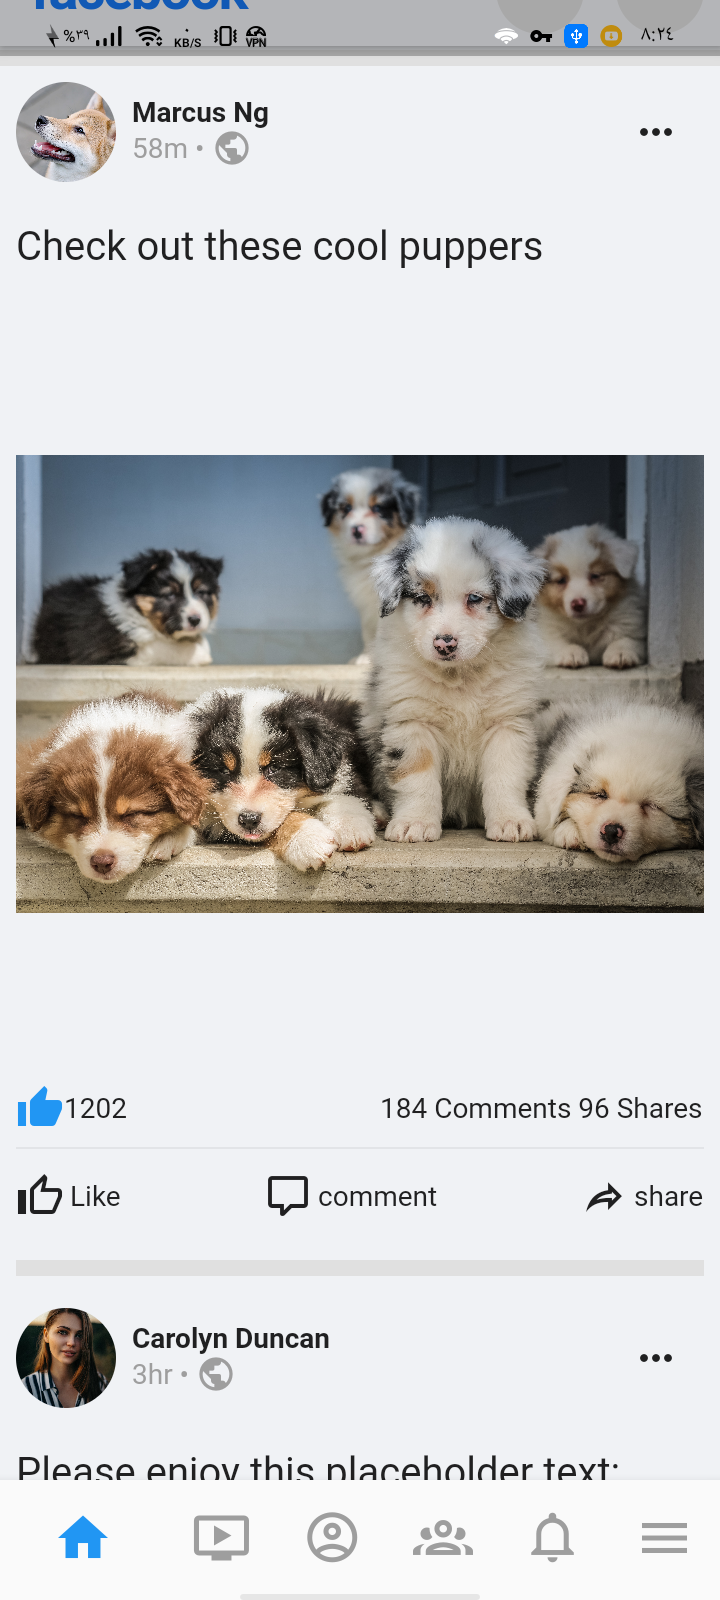 facebook
%٣٩ KB/S VPN ٨:٢٤
Marcus Ng
58m •
Check out these cool puppers
1202 184 Comments 96 Shares
Like comment share
Carolyn Duncan
3hr •
Please enjoy this placeholder text: